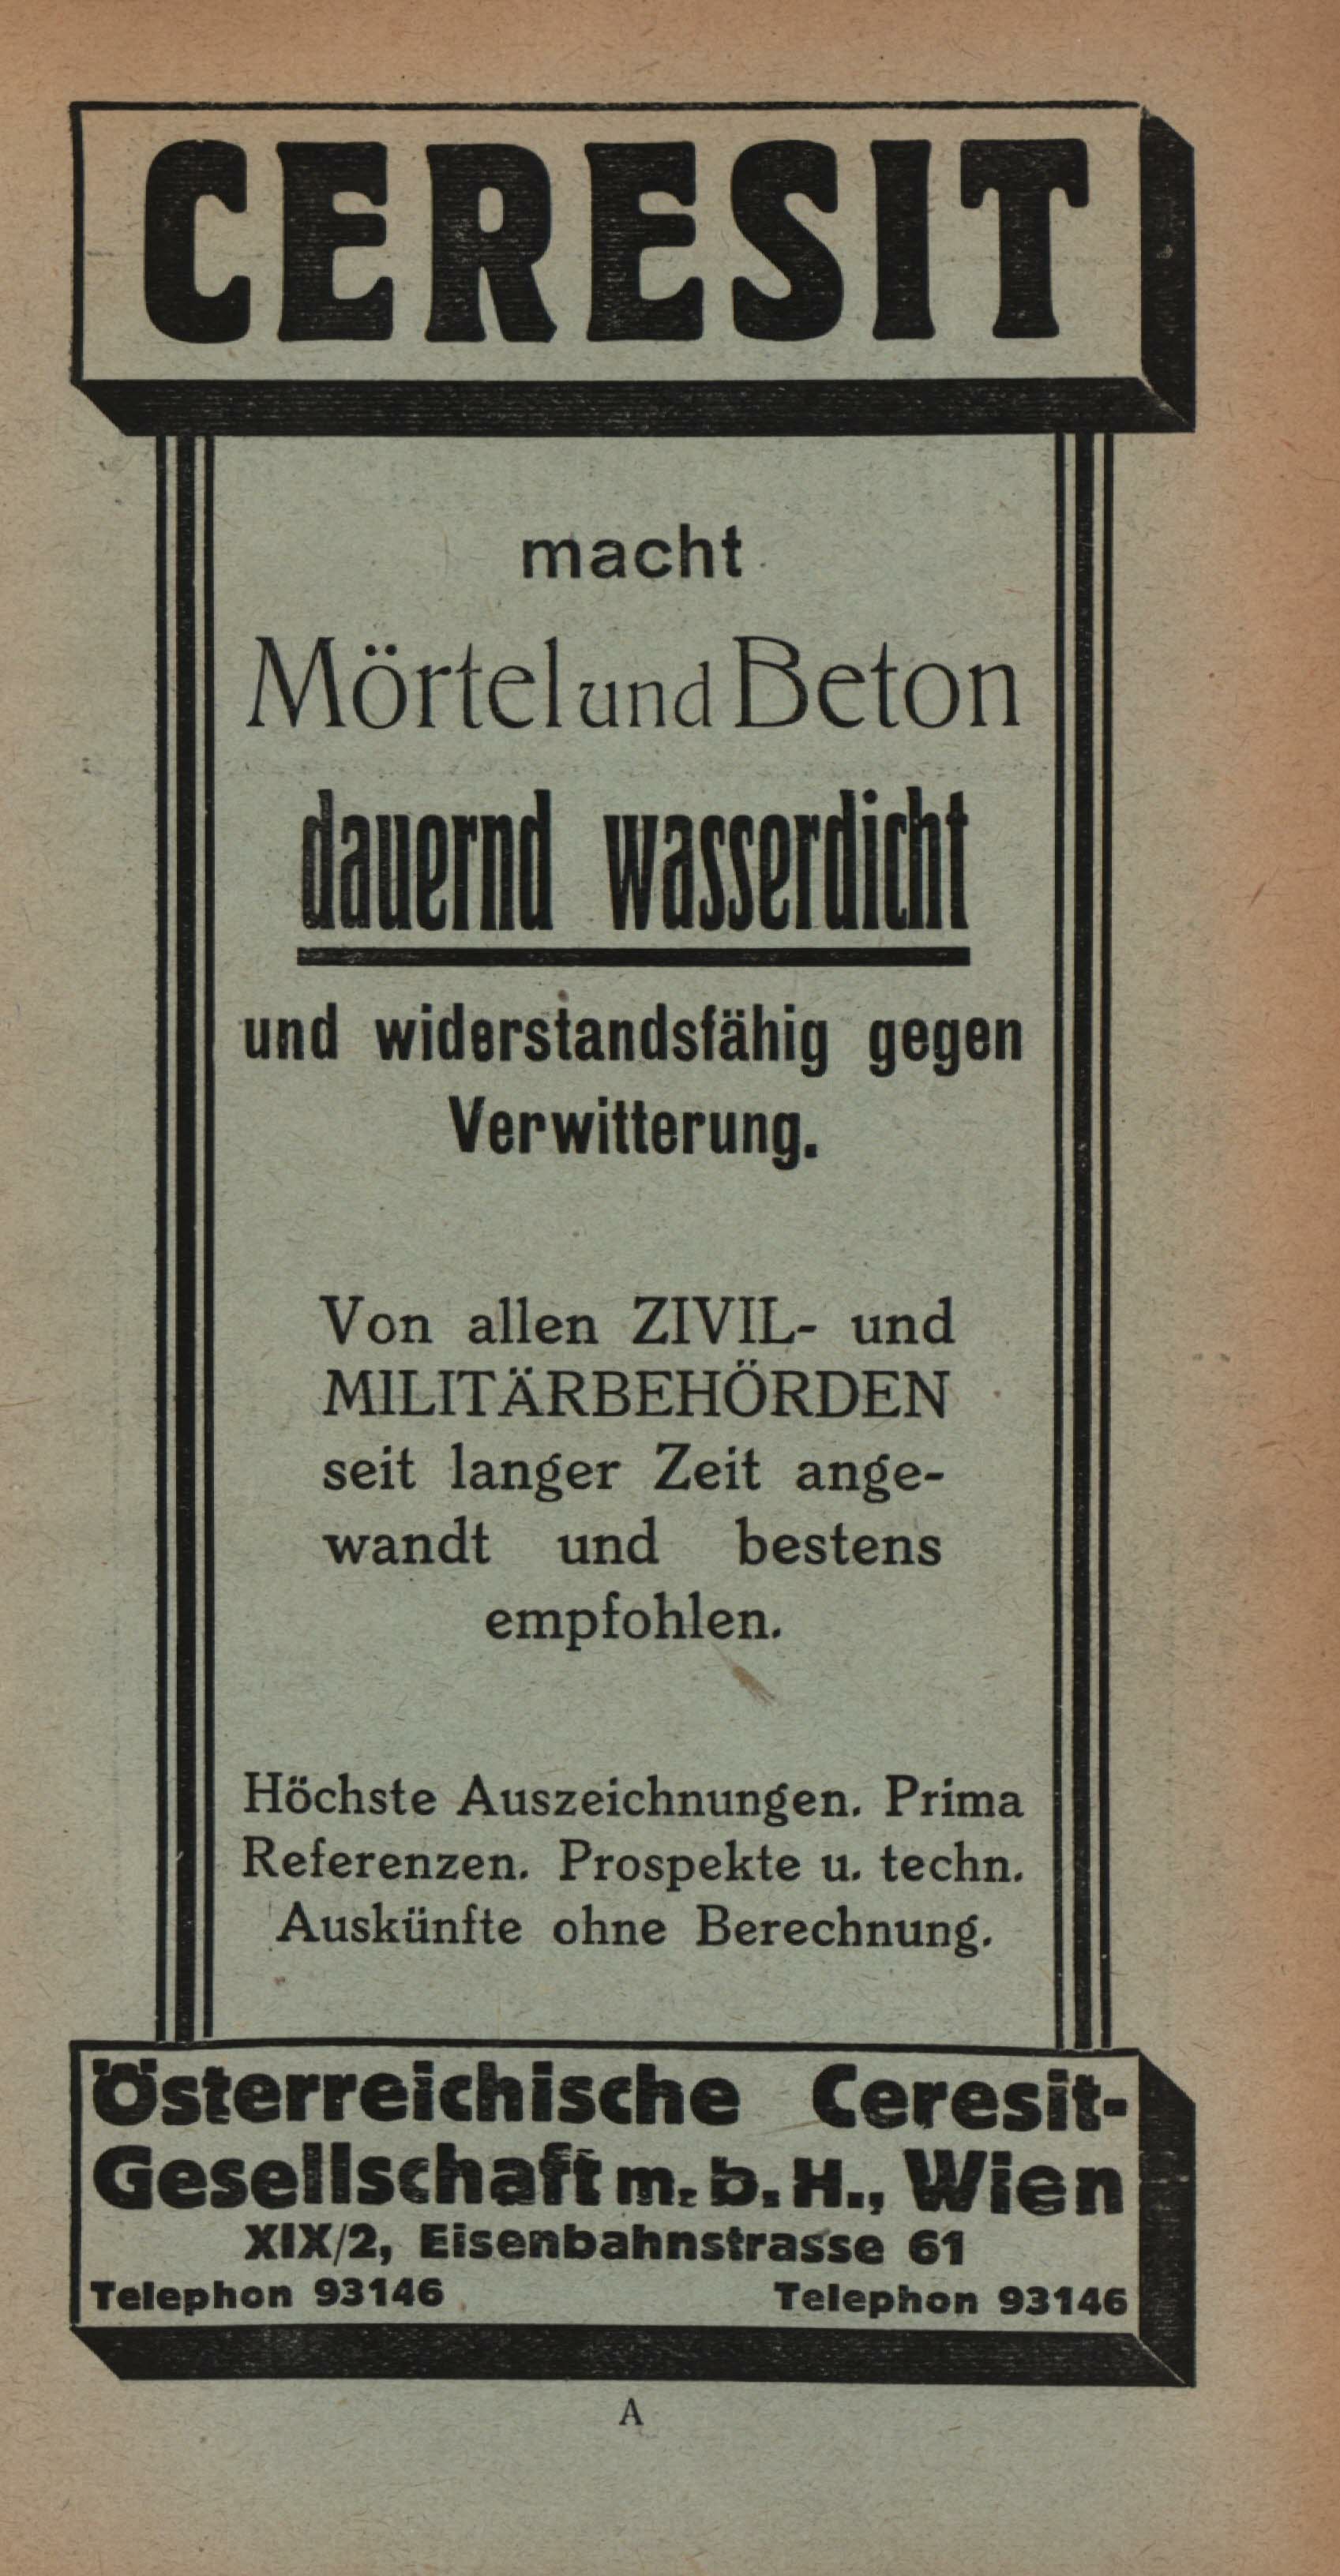 CERESIT
macht
Mörtel und Beton
dauernd wasserdicht
und widerstandsfähig gegen
Verwitterung.
Von allen ZIVIL- und
MILITÄRBEHÖRDEN
seit langer Zeit ange-
wandt und bestens
empfohlen.
Höchste Auszeichnungen. Prima
Referenzen. Prospekte u. techn.
Auskünfte ohne Berechnung.
Österreichische Ceresit-
Gesellschaft m. b. H., Wien
XIX/2, Eisenbahnstrasse 61
Telephon 93146 Telephon 93146
A